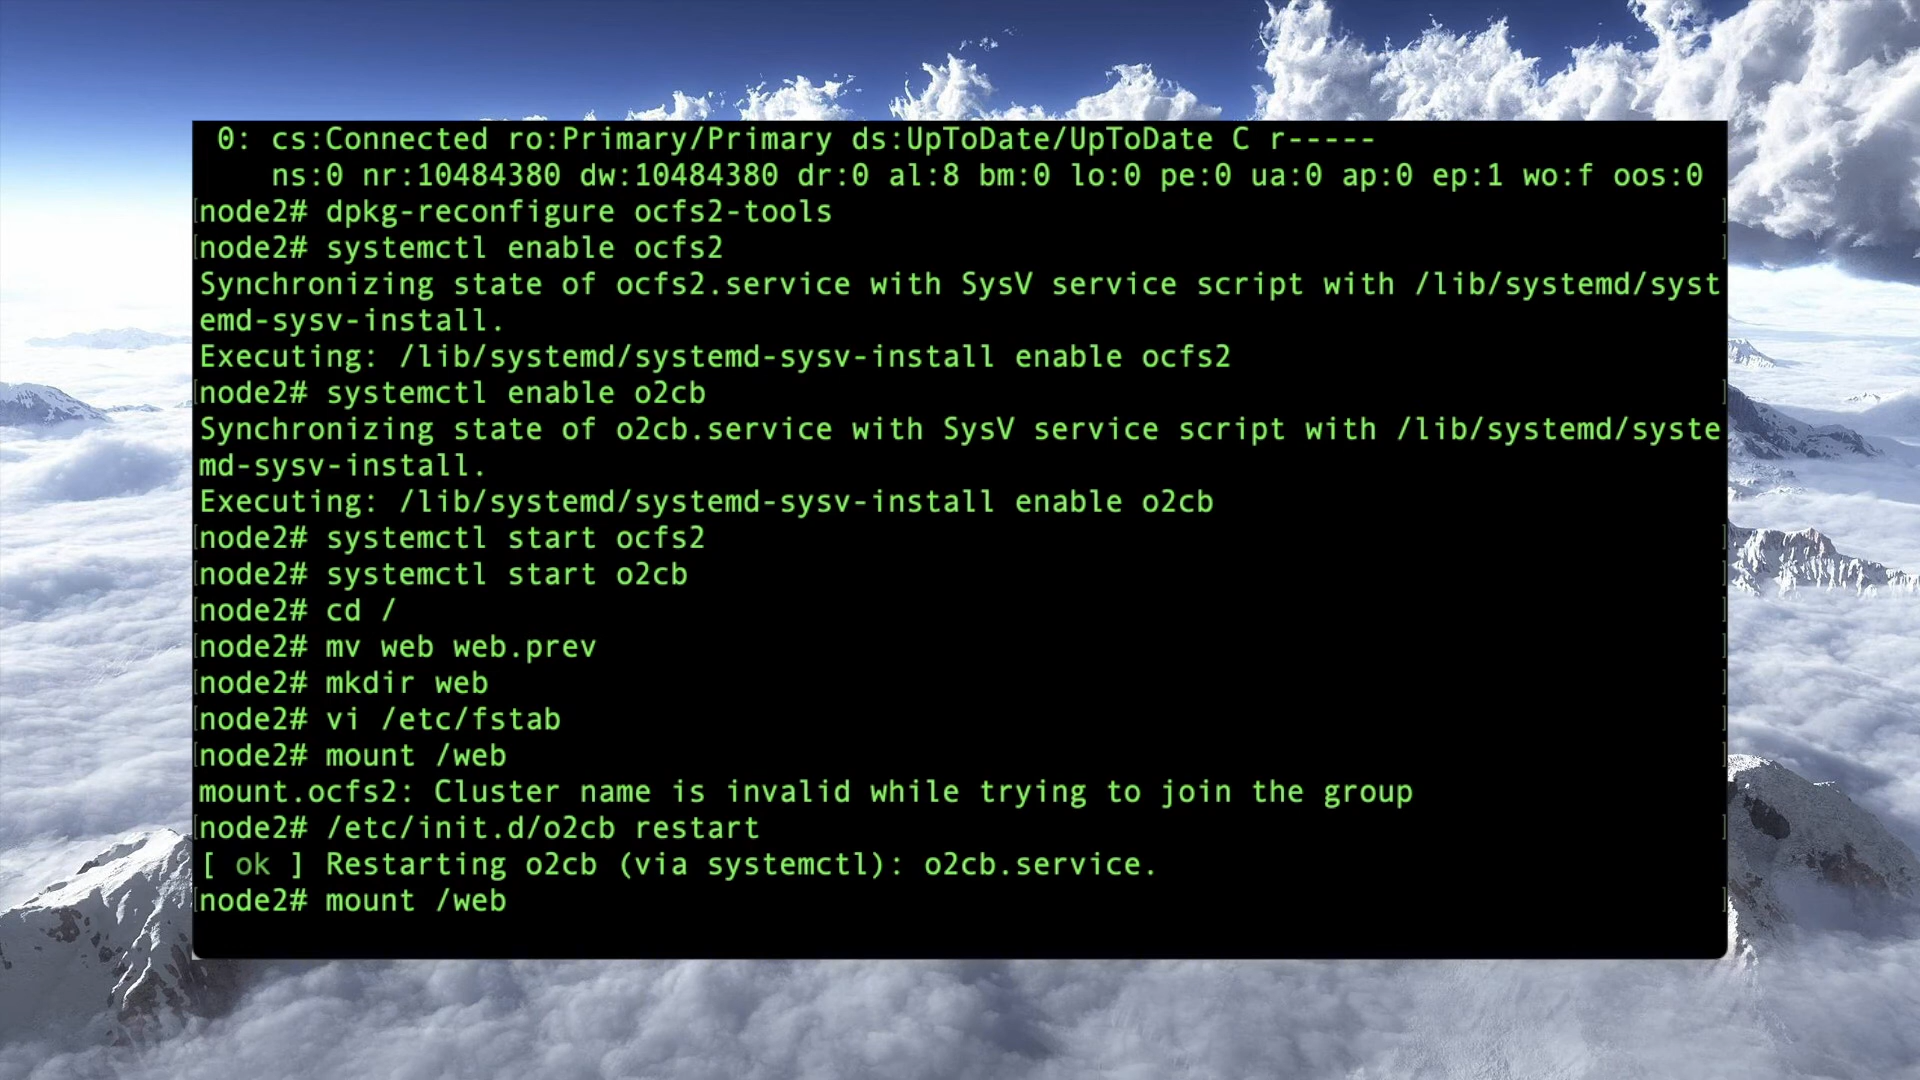 0: cs:Connected ro:Primary/Primary ds:UpToDate/UpToDate C r-----
ns:0 nr:10484380 dw:10484380 dr:0 al:8 bm:0 lo:0 pe:0 ua:0 ap:0 ep:1 wo:f oos:0
[node2# dpkg-reconfigure ocfs2-tools ]
[node2# systemctl enable ocfs2 ]
Synchronizing state of ocfs2.service with SysV service script with /lib/systemd/syst
emd-sysv-install.
Executing: /lib/systemd/systemd-sysv-install enable ocfs2
[node2# systemctl enable o2cb ]
Synchronizing state of o2cb.service with SysV service script with /lib/systemd/syste
md-sysv-install.
Executing: /lib/systemd/systemd-sysv-install enable o2cb
[node2# systemctl start ocfs2 ]
[node2# systemctl start o2cb ]
[node2# cd / ]
[node2# mv web web.prev ]
[node2# mkdir web ]
[node2# vi /etc/fstab ]
[node2# mount /web ]
mount.ocfs2: Cluster name is invalid while trying to join the group
[node2# /etc/init.d/o2cb restart ]
[ ok ] Restarting o2cb (via systemctl): o2cb.service.
[node2# mount /web ]